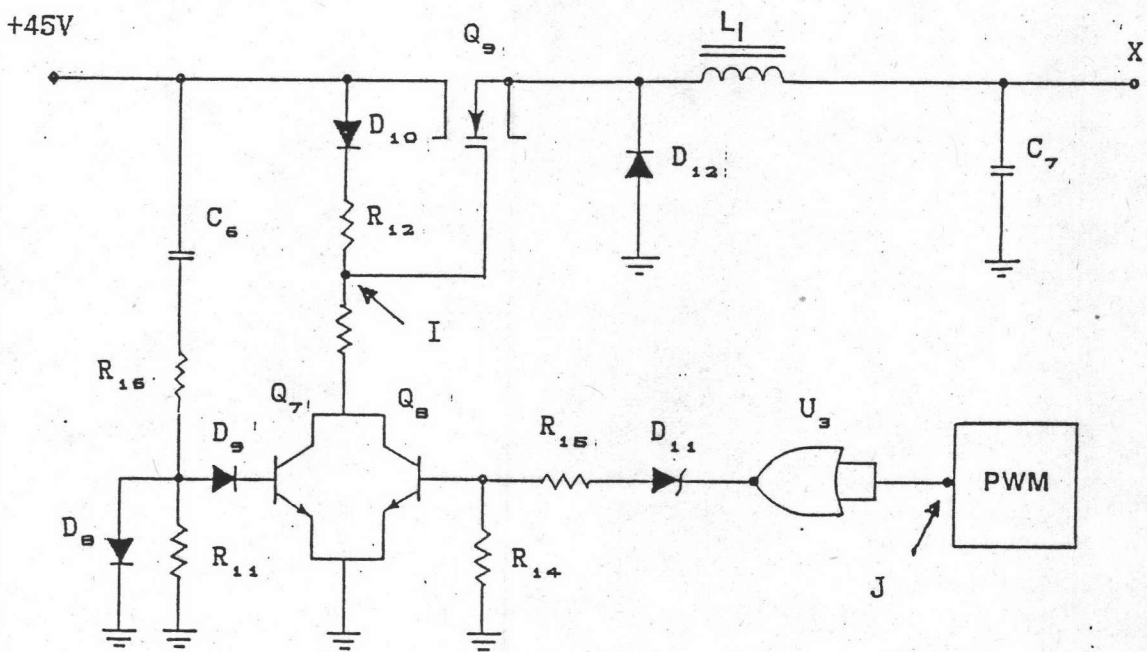 +45V
Q₉
L₁
X
D₁₀
D₁₂
C₇
R₁₂
C₆
I
R₁₆
Q₇
Q₈
U₃
D₉
R₁₅
D₁₁
PWM
D₈
R₁₁
R₁₄
J